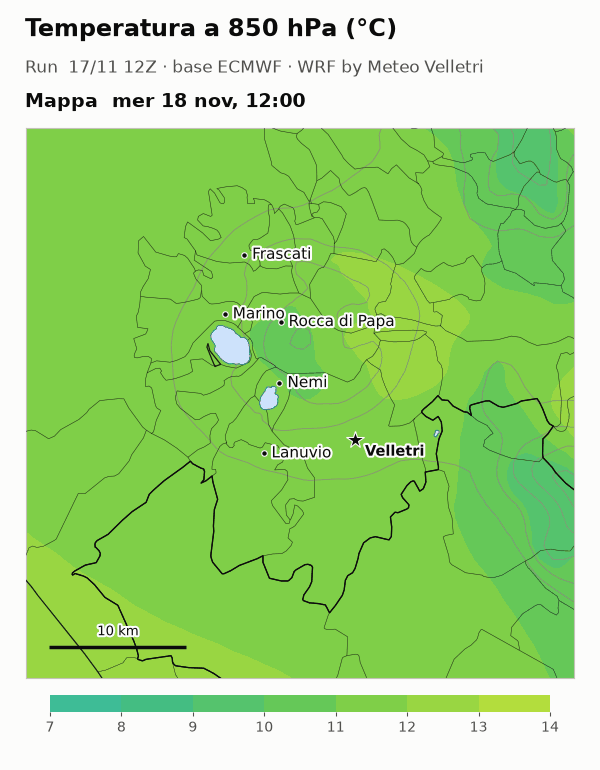 Temperatura a 850 hPa (°C)
Run  17/11 12Z · base ECMWF · WRF by Meteo Velletri
Mappa  mer 18 nov, 12:00
Frascati
Marino
Rocca di Papa
Nemi
Velletri
Lanuvio
10 km
7 8 9 10 11 12 13 14